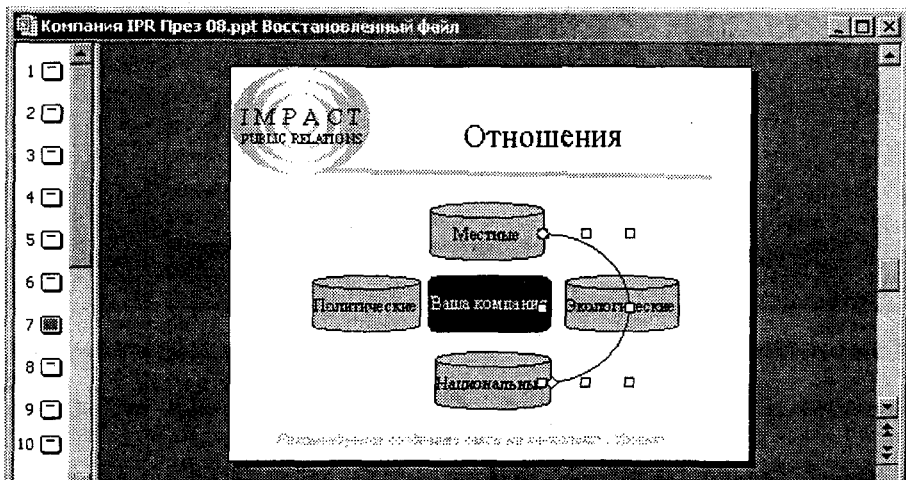 Компания IPR През 08.ppt Восстановленный файл
1
2
3
4
5
6
7
8
9
10
IMPACT
PUBLIC RELATIONS
Отношения
Местные
Политические
Ваша компания
Экологические
Национальны